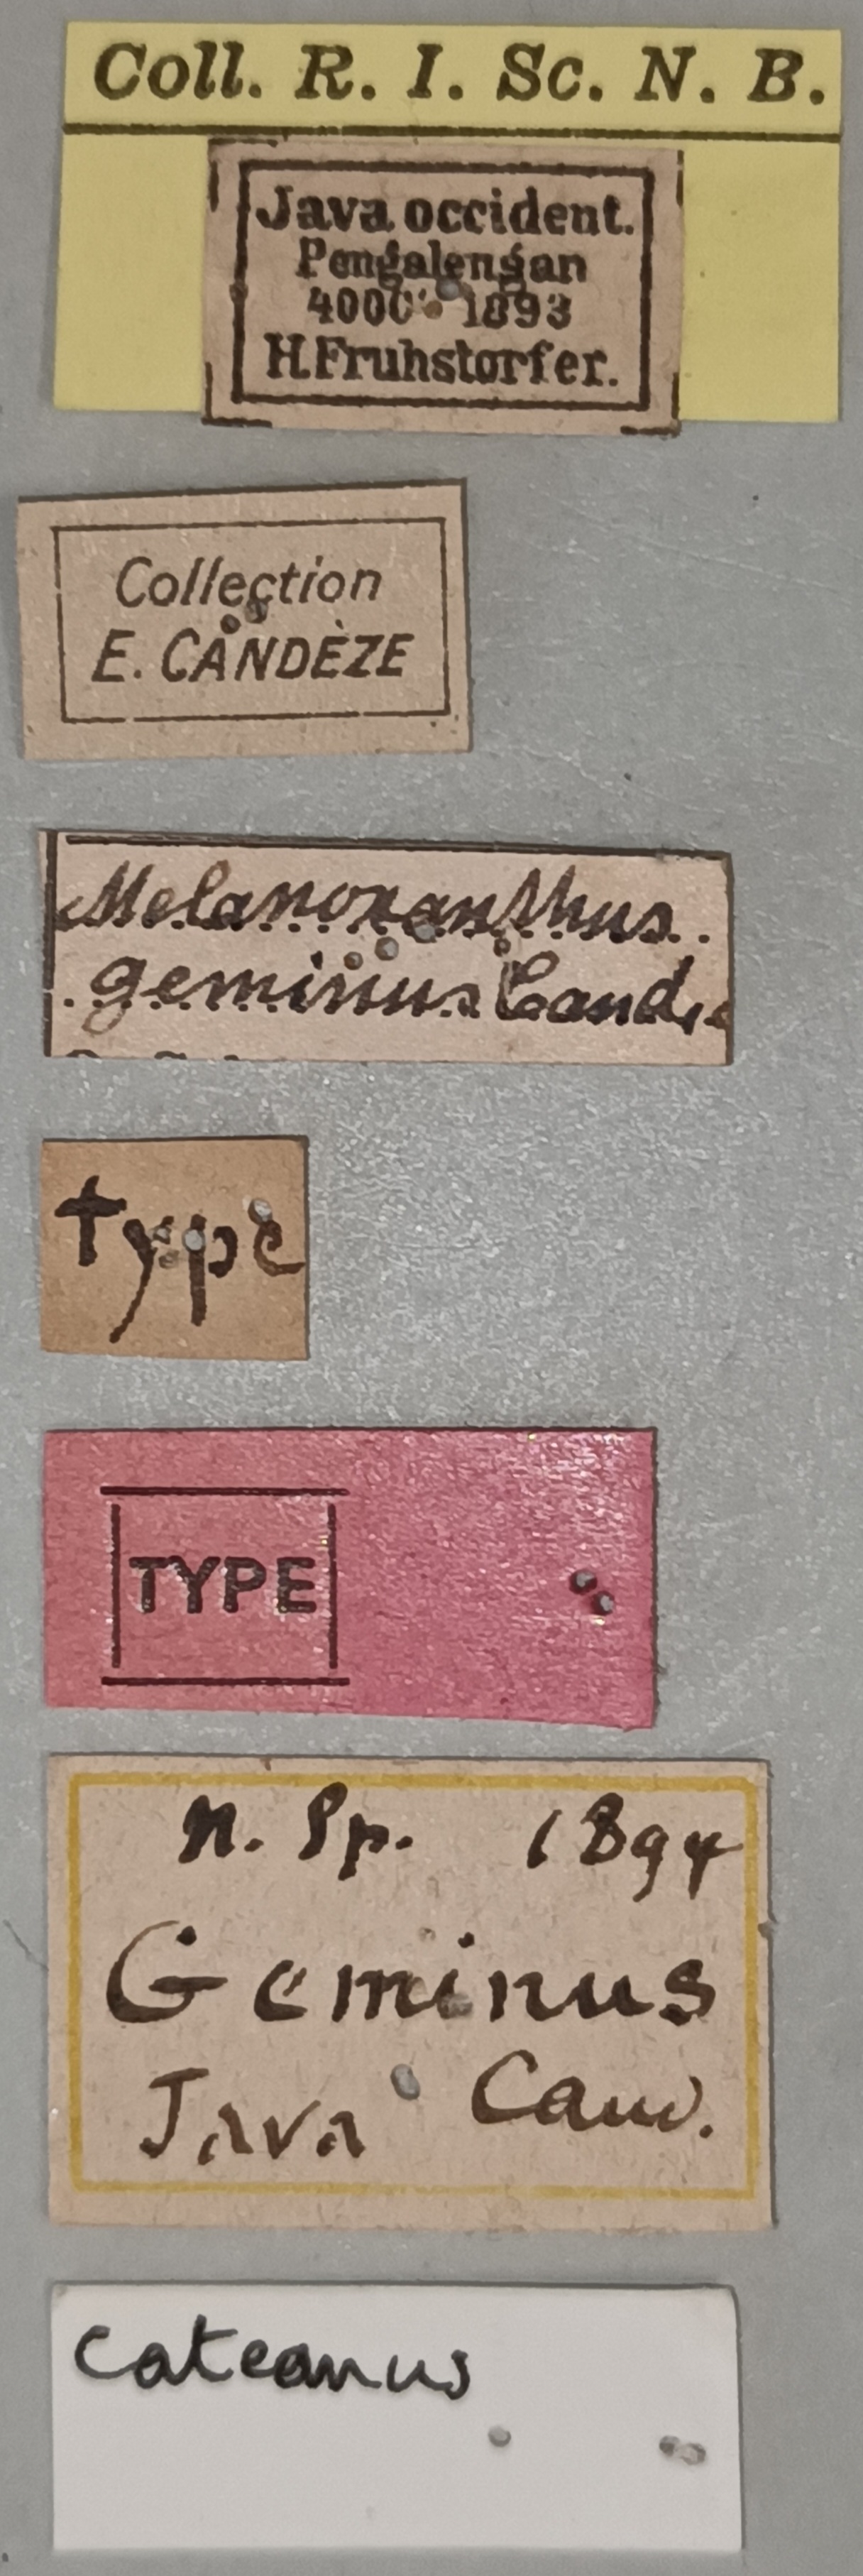 Coll. R. I. Sc. N. B.
Java occident.
Pengalengan
4000' 1893
H. Fruhstorfer.
Collection
E. CANDÈZE
Melanoxanthus
geminus Cand.
type
TYPE
n. Sp. 1894
Geminus
Java Cand.
cateanus